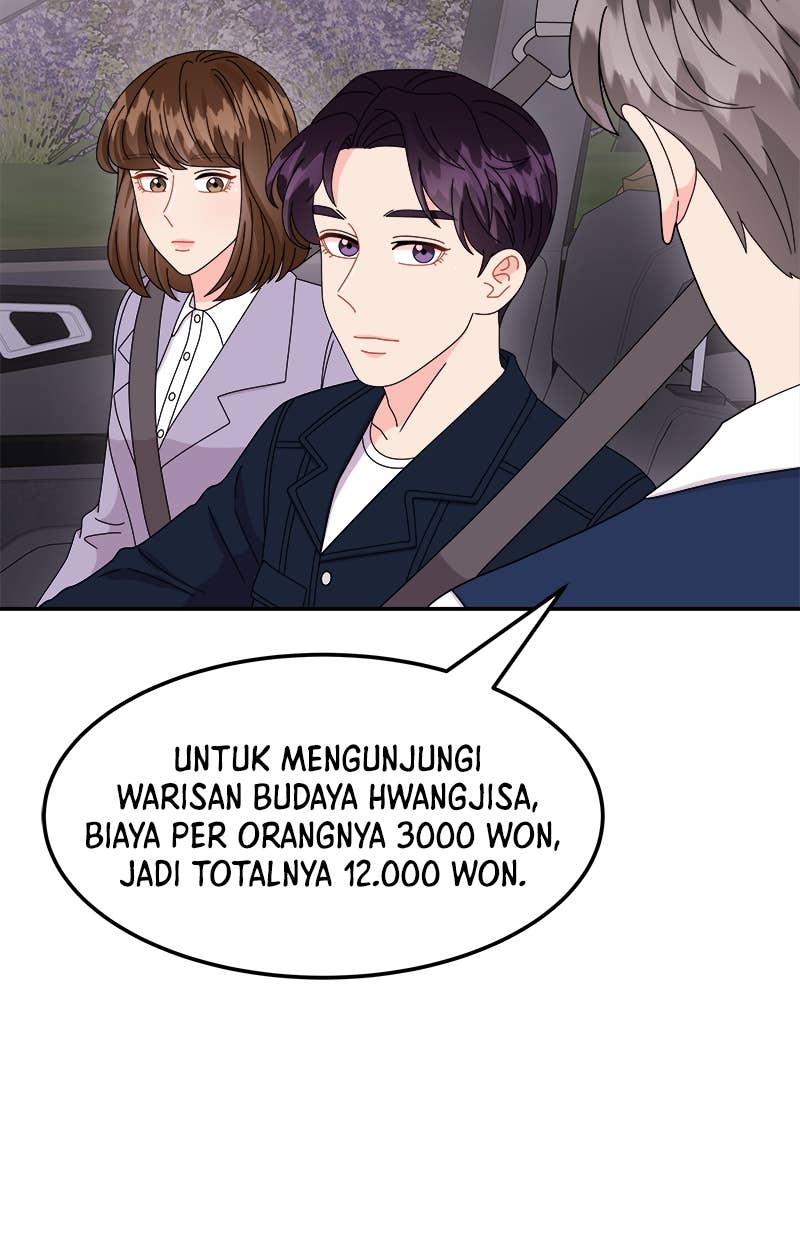 UNTUK MENGUNJUNGI
WARISAN BUDAYA HWANGJISA,
BIAYA PER ORANGNYA 3000 WON,
JADI TOTALNYA 12.000 WON.